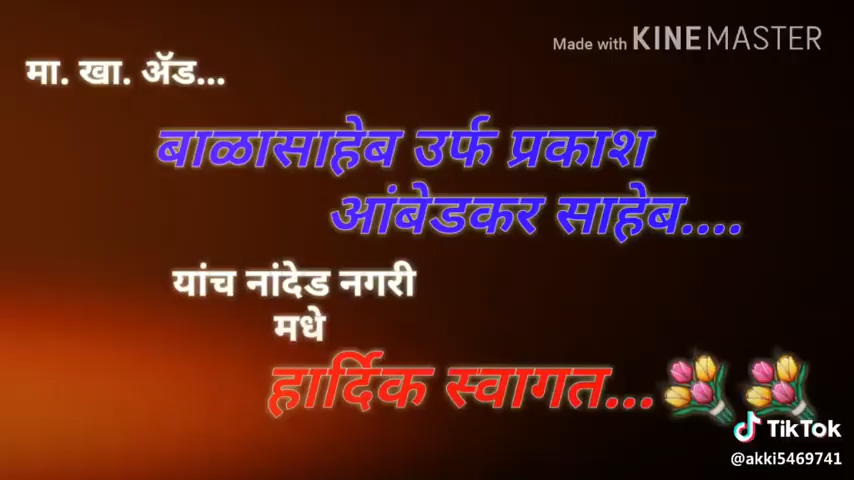 Made with KINEMASTER
मा. खा. ॲड...
बाळासाहेब उर्फ प्रकाश
आंबेडकर साहेब....
यांच नांदेड नगरी
मधे
हार्दिक स्वागत...
TikTok
@akki5469741